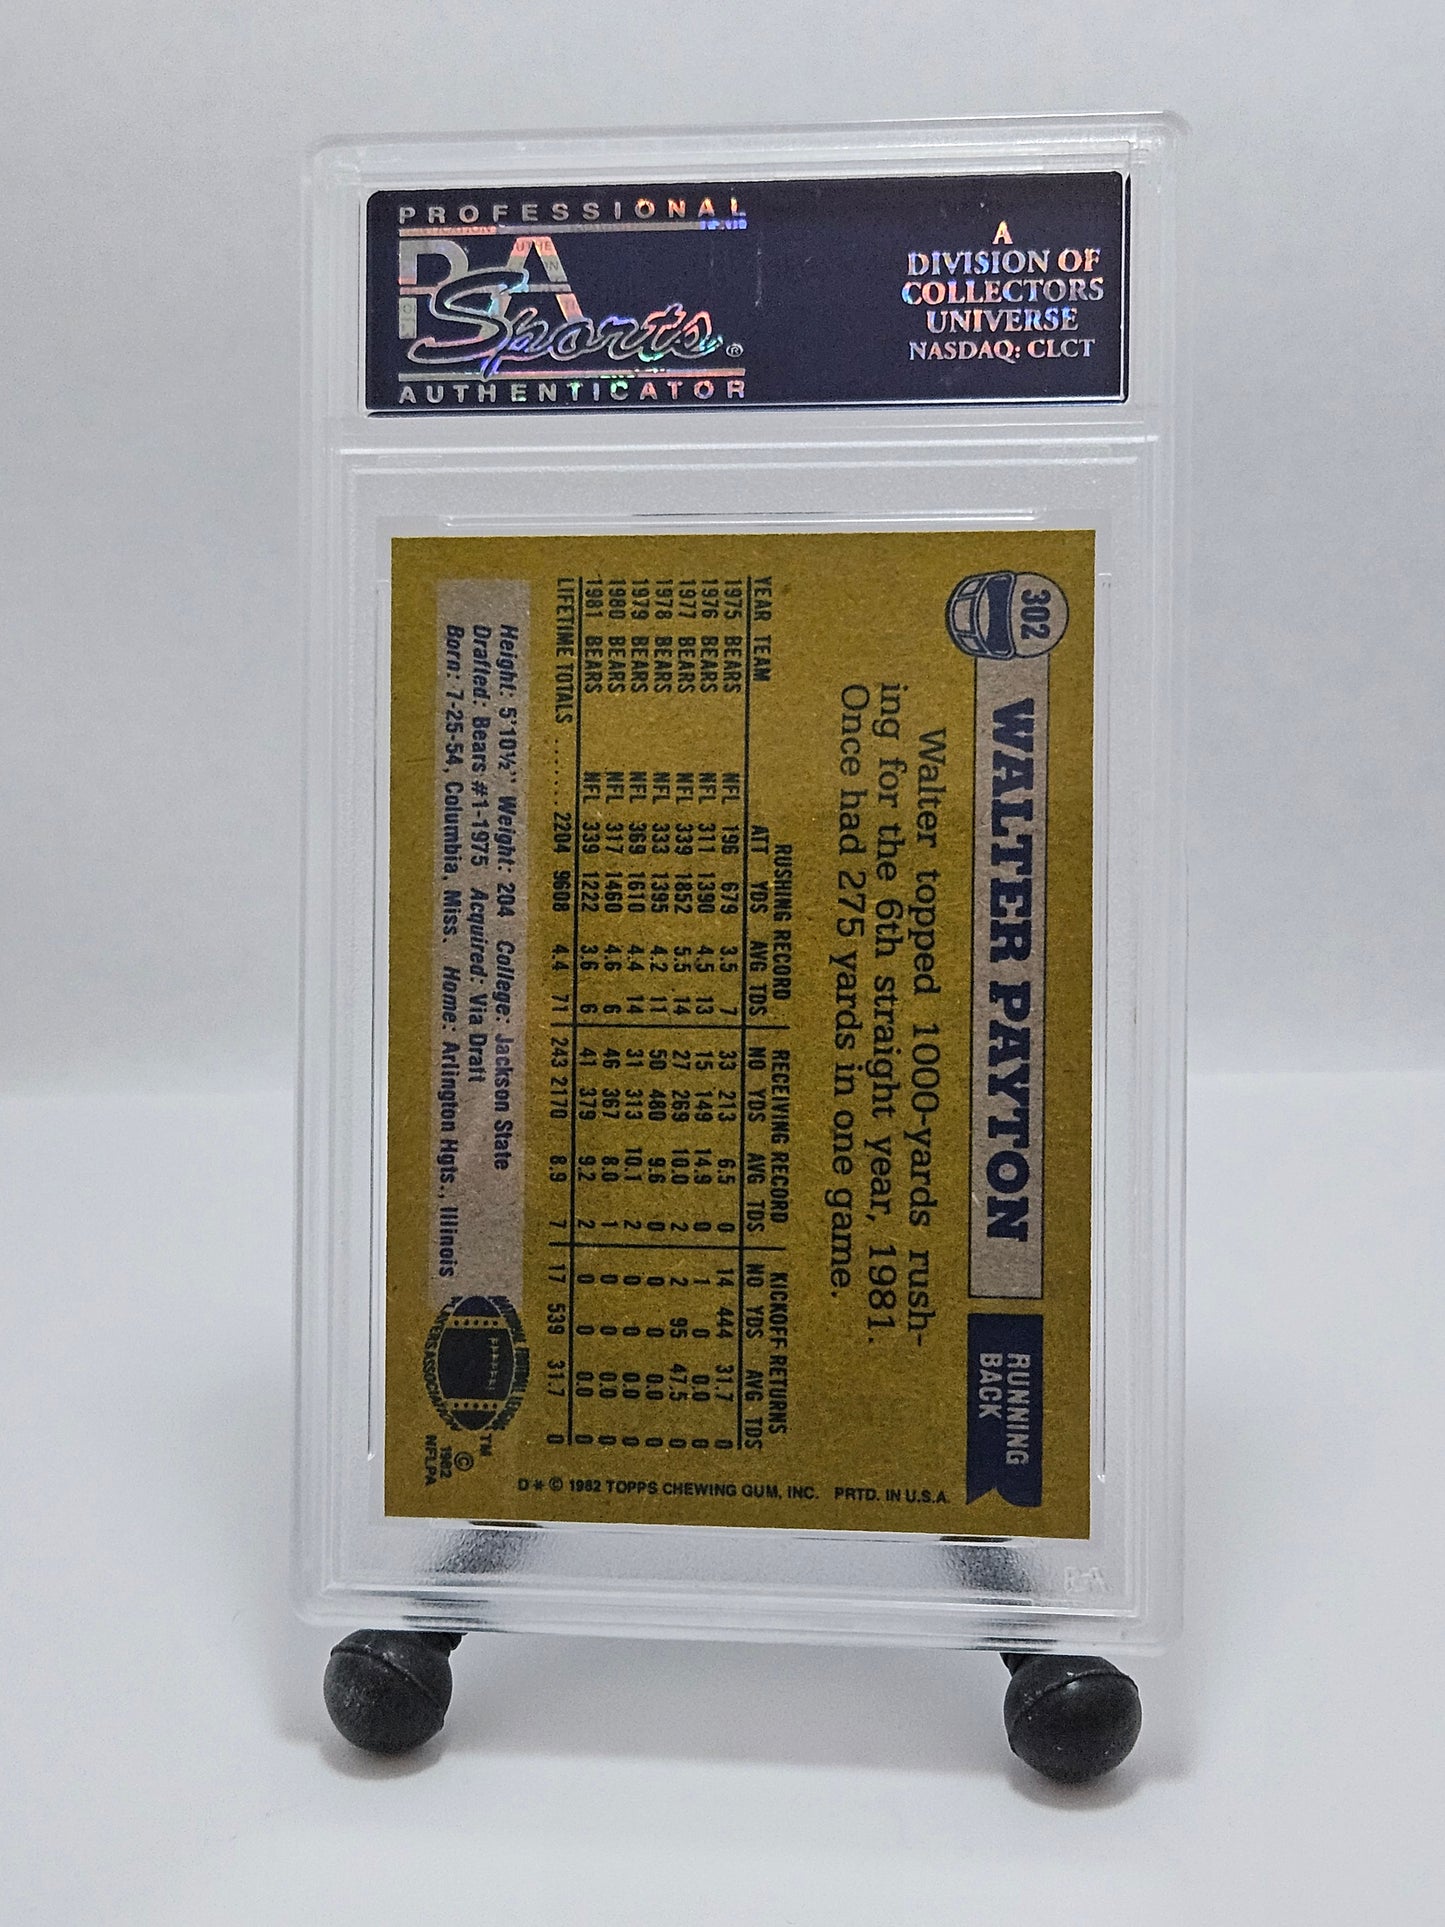 PROFESSIONAL
PSA
Sports®
AUTHENTICATOR
A
DIVISION OF
COLLECTORS
UNIVERSE
NASDAQ: CLCT
302
WALTER PAYTON
RUNNING
BACK
Walter topped 1000-yards rush-
ing for the 6th straight year, 1981.
Once had 275 yards in one game.
RUSHING RECORD RECEIVING RECORD KICKOFF RETURNS
YEAR TEAM ATT YDS AVG TDS NO YDS AVG TDS NO YDS AVG TDS
1975 BEARS NFL 196 679 3.5 7 33 213 6.5 0 14 444 31.7 0
1976 BEARS NFL 311 1390 4.5 13 15 149 14.9 0 1 0 0.0 0
1977 BEARS NFL 339 1852 5.5 14 27 269 10.0 2 2 95 47.5 0
1978 BEARS NFL 333 1395 4.2 11 50 480 9.6 0 0 0 0.0 0
1979 BEARS NFL 369 1610 4.4 14 31 313 10.1 2 0 0 0.0 0
1980 BEARS NFL 317 1460 4.6 6 46 367 8.0 1 0 0 0.0 0
1981 BEARS NFL 339 1222 3.6 6 41 379 9.2 2 0 0 0.0 0
LIFETIME TOTALS ....... 2204 9608 4.4 71 243 2170 8.9 7 17 539 31.7 0
Height: 5'10½" Weight: 204 College: Jackson State
Drafted: Bears #1-1975 Acquired: Via Draft
Born: 7-25-54, Columbia, Miss. Home: Arlington Hgts., Illinois
NATIONAL FOOTBALL LEAGUE
PLAYERS ASSOCIATION
TM
©
1982
NFLPA
D * © 1982 TOPPS CHEWING GUM, INC. PRTD. IN U.S.A.